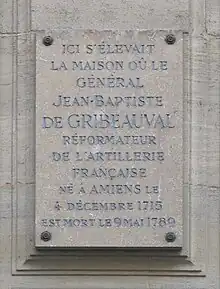 ICI S'ÉLEVAIT
LA MAISON OÙ LE
GÉNÉRAL
JEAN-BAPTISTE
DE GRIBEAUVAL
RÉFORMATEUR
DE L'ARTILLERIE
FRANÇAISE
NÉ À AMIENS LE
4 DÉCEMBRE 1715
EST MORT LE 9 MAI 1789